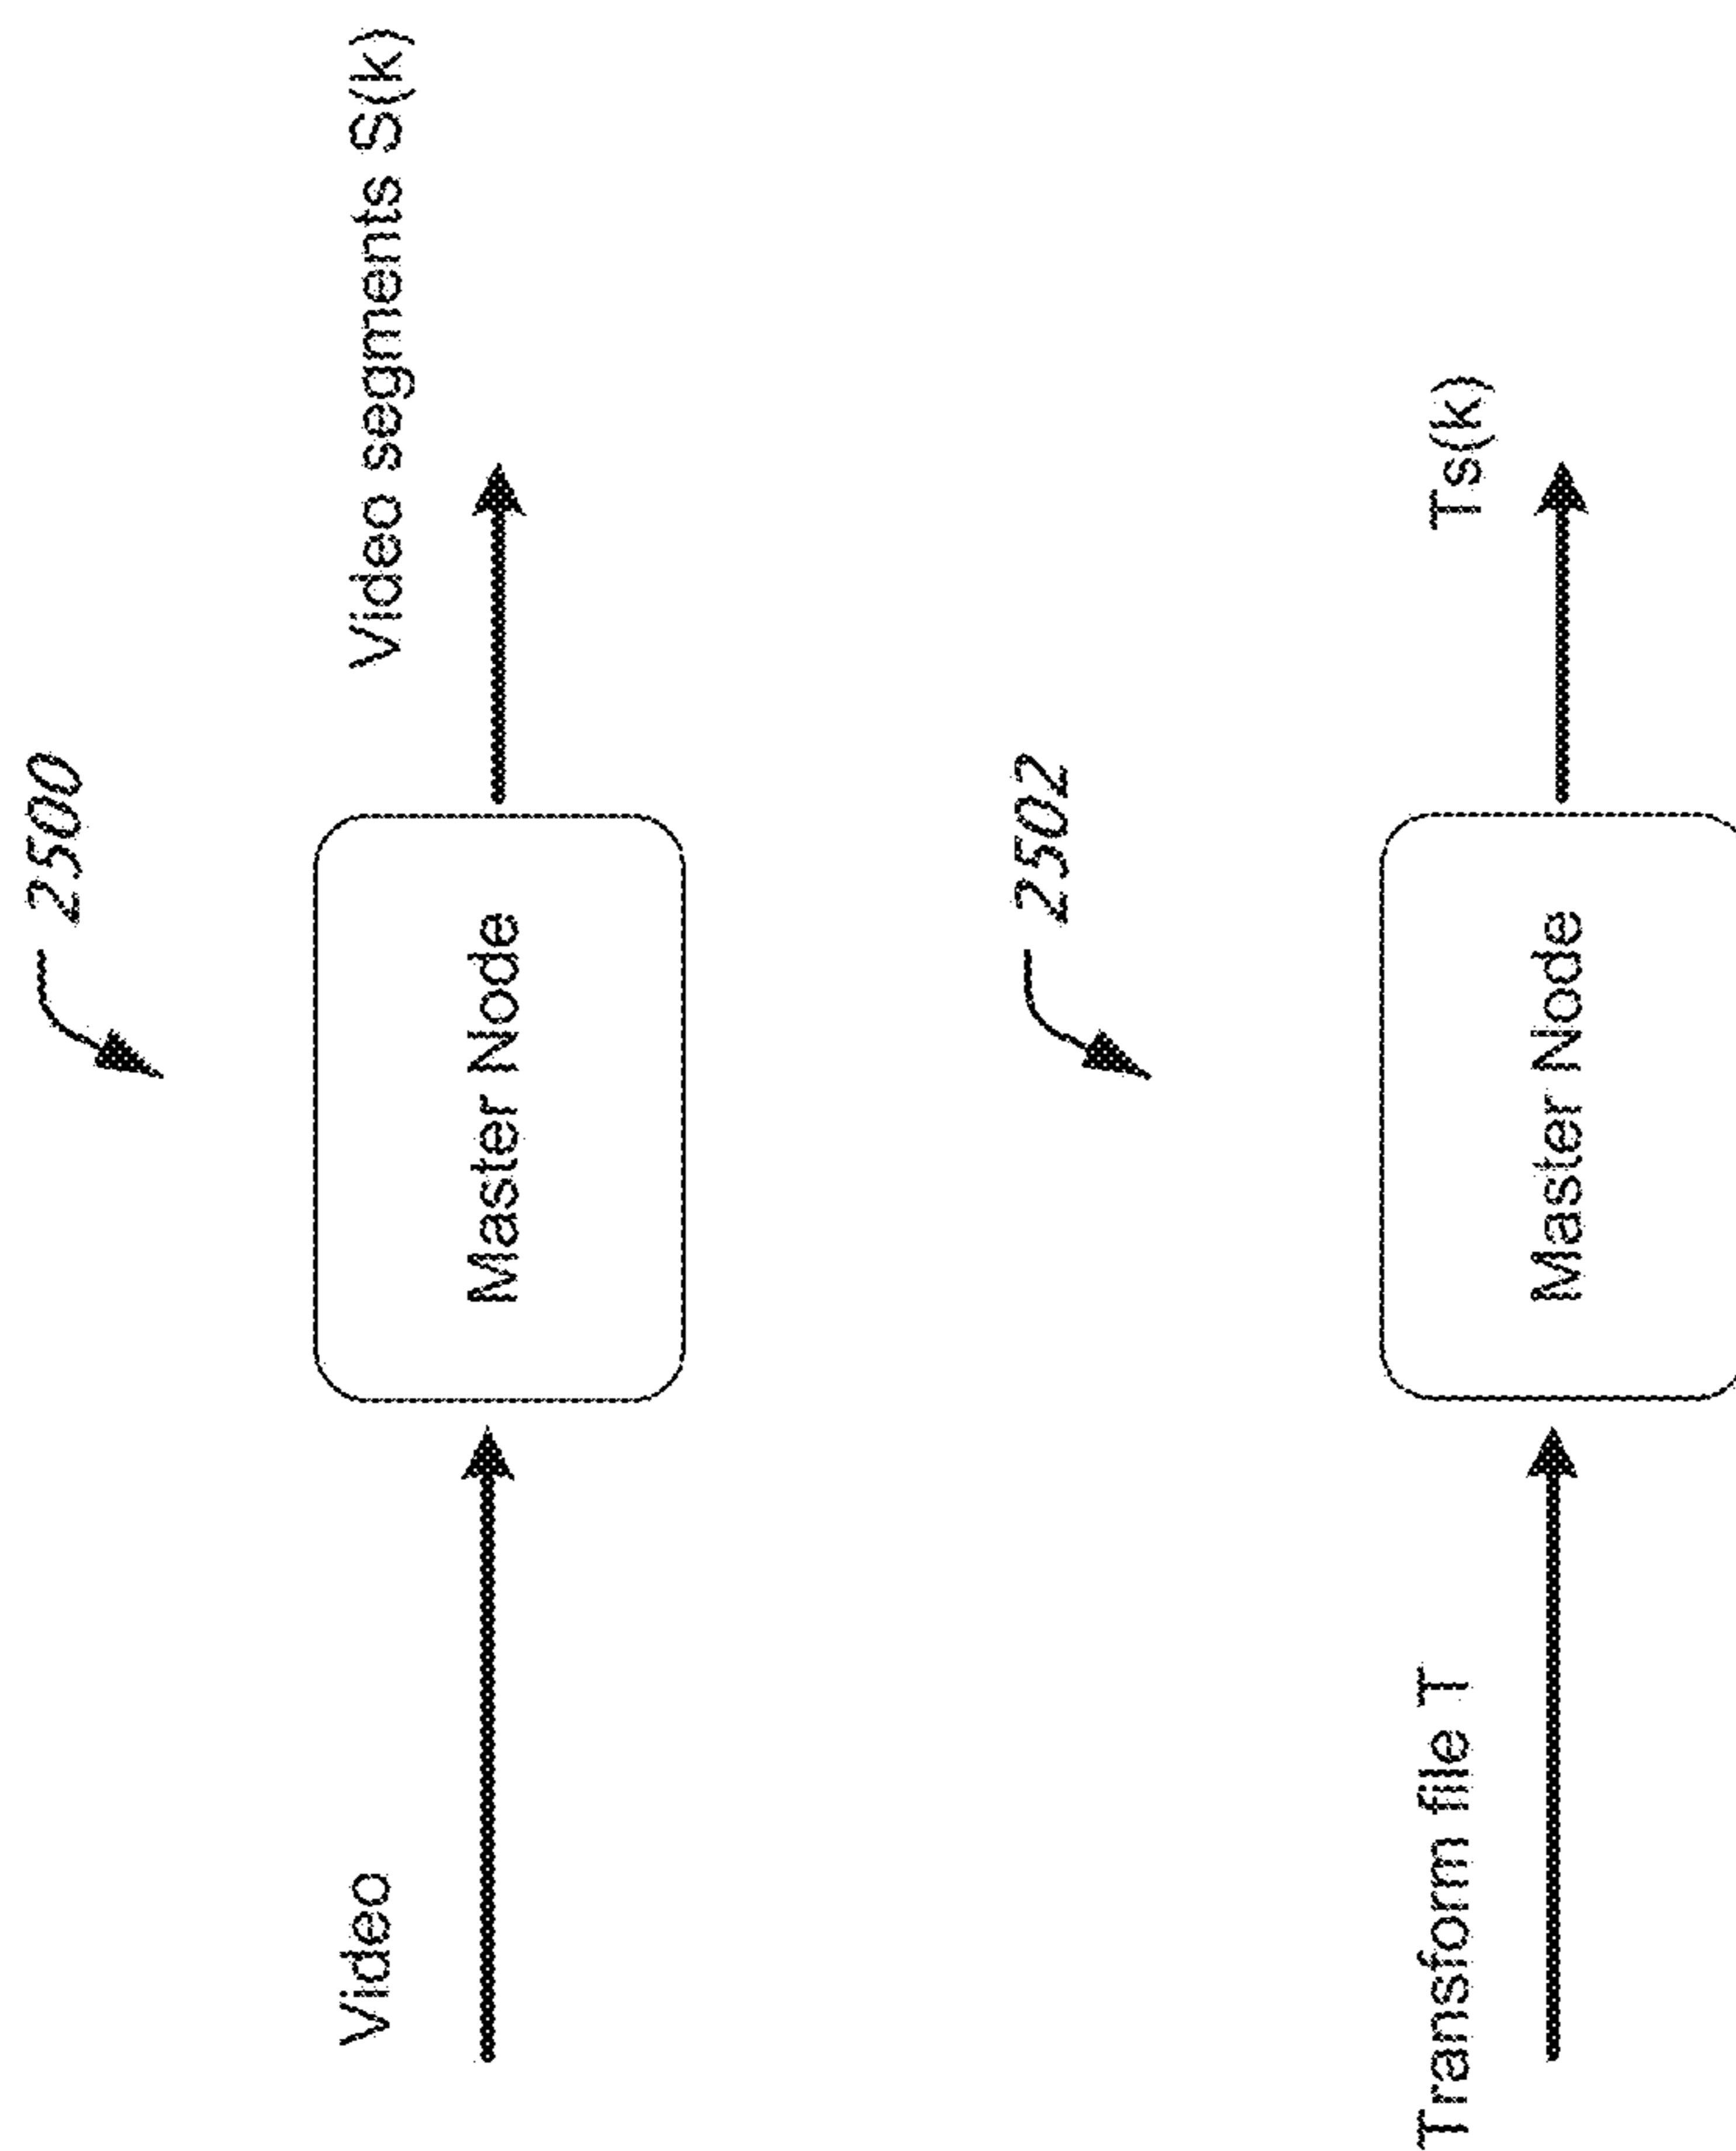 2500
Video
Master Node
Video segments S(k)
2502
Transform file T
Master Node
Ts(k)